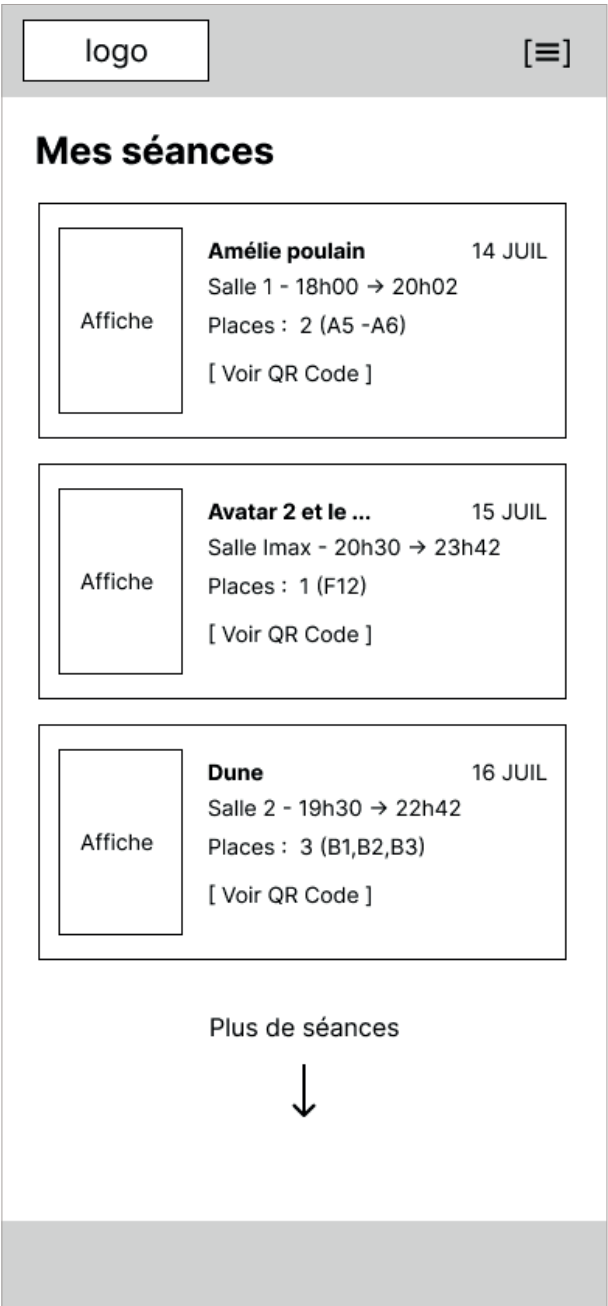 logo
[≡]
Mes séances
Affiche
Amélie poulain 14 JUIL
Salle 1 - 18h00 → 20h02
Places : 2 (A5 -A6)
[ Voir QR Code ]
Affiche
Avatar 2 et le ... 15 JUIL
Salle Imax - 20h30 → 23h42
Places : 1 (F12)
[ Voir QR Code ]
Affiche
Dune 16 JUIL
Salle 2 - 19h30 → 22h42
Places : 3 (B1,B2,B3)
[ Voir QR Code ]
Plus de séances
↓